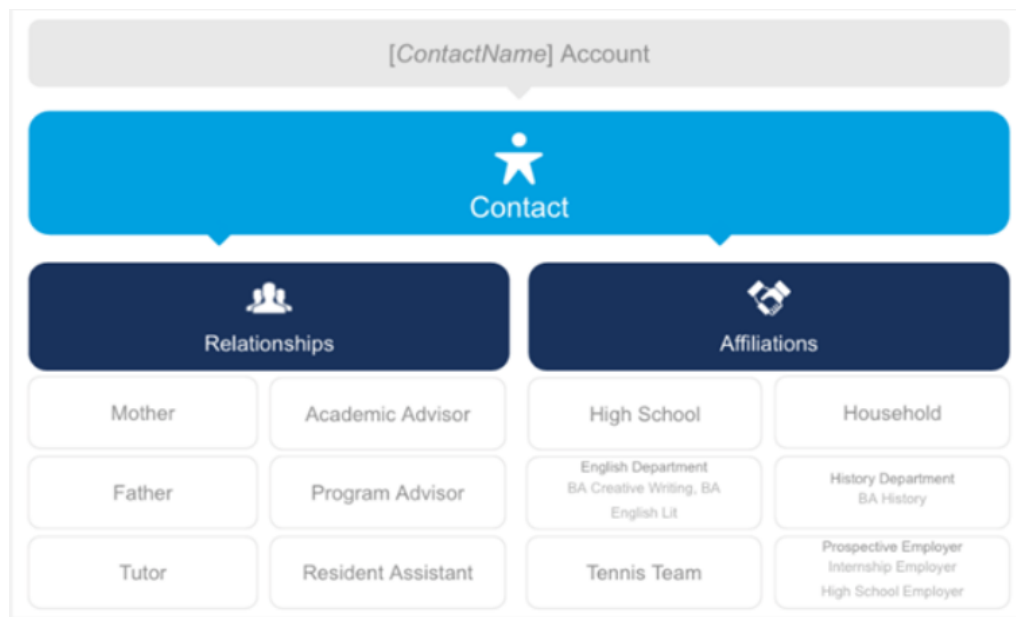 [ContactName] Account
Contact
Relationships
Affiliations
Mother
Academic Advisor
High School
Household
Father
Program Advisor
English Department
BA Creative Writing, BA
English Lit
History Department
BA History
Tutor
Resident Assistant
Tennis Team
Prospective Employer
Internship Employer
High School Employer